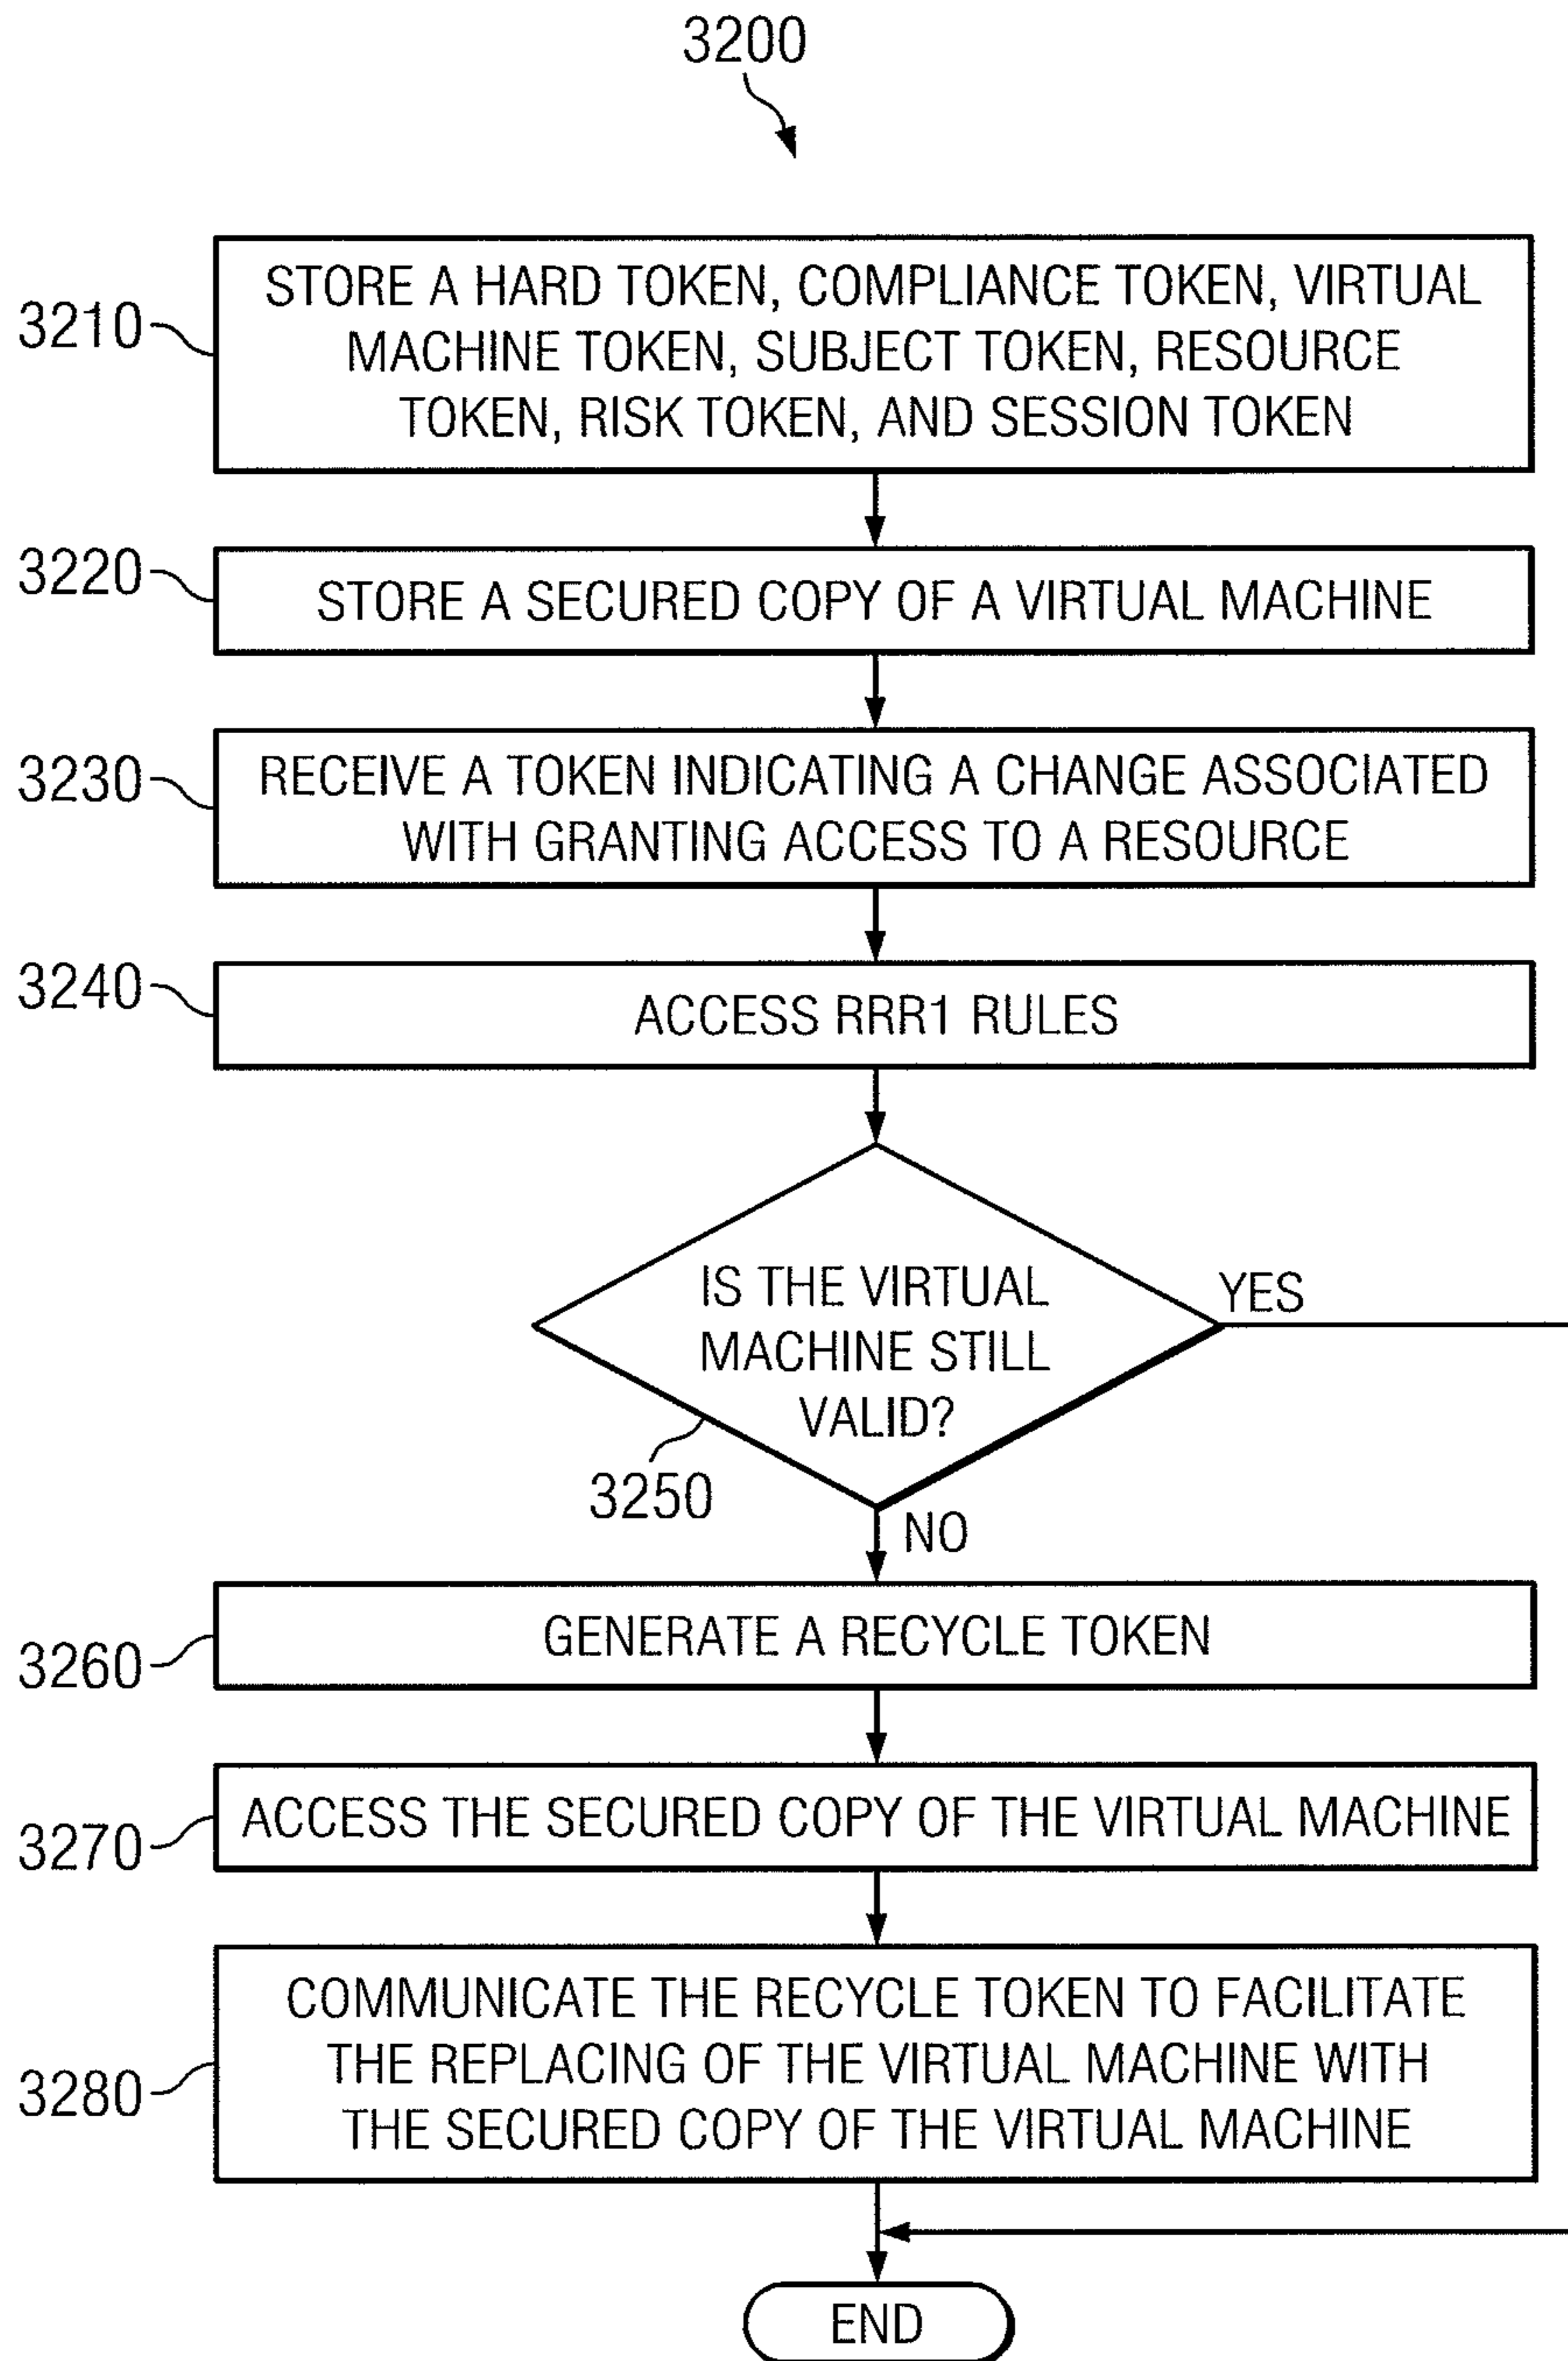 3200
3210
STORE A HARD TOKEN, COMPLIANCE TOKEN, VIRTUAL
MACHINE TOKEN, SUBJECT TOKEN, RESOURCE
TOKEN, RISK TOKEN, AND SESSION TOKEN
3220
STORE A SECURED COPY OF A VIRTUAL MACHINE
3230
RECEIVE A TOKEN INDICATING A CHANGE ASSOCIATED
WITH GRANTING ACCESS TO A RESOURCE
3240
ACCESS RRR1 RULES
IS THE VIRTUAL
MACHINE STILL
VALID?
YES
3250
NO
3260
GENERATE A RECYCLE TOKEN
3270
ACCESS THE SECURED COPY OF THE VIRTUAL MACHINE
3280
COMMUNICATE THE RECYCLE TOKEN TO FACILITATE
THE REPLACING OF THE VIRTUAL MACHINE WITH
THE SECURED COPY OF THE VIRTUAL MACHINE
END